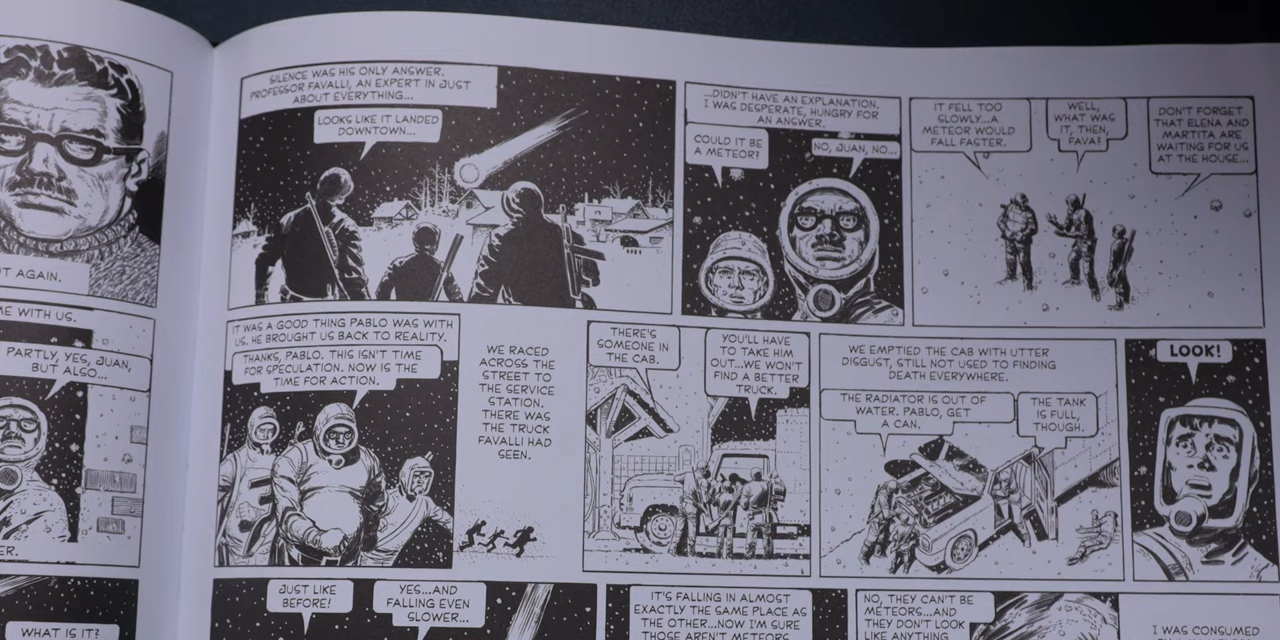 UT AGAIN.
ME WITH US.
PARTLY, YES, JUAN,
BUT ALSO...
ER.
WHAT IS IT?
SILENCE WAS HIS ONLY ANSWER.
PROFESSOR FAVALLI, AN EXPERT IN JUST
ABOUT EVERYTHING...
LOOKS LIKE IT LANDED
DOWNTOWN...
...DIDN'T HAVE AN EXPLANATION.
I WAS DESPERATE, HUNGRY FOR
AN ANSWER.
COULD IT BE
A METEOR?
NO, JUAN, NO...
IT FELL TOO
SLOWLY...A
METEOR WOULD
FALL FASTER.
WELL,
WHAT WAS
IT, THEN,
FAVA?
DON'T FORGET
THAT ELENA AND
MARTITA ARE
WAITING FOR US
AT THE HOUSE...
IT WAS A GOOD THING PABLO WAS WITH
US. HE BROUGHT US BACK TO REALITY.
THANKS, PABLO. THIS ISN'T TIME
FOR SPECULATION. NOW IS THE
TIME FOR ACTION.
WE RACED
ACROSS THE
STREET TO
THE SERVICE
STATION.
THERE WAS
THE TRUCK
FAVALLI HAD
SEEN.
THERE'S
SOMEONE IN
THE CAB.
YOU'LL HAVE
TO TAKE HIM
OUT...WE WON'T
FIND A BETTER
TRUCK.
WE EMPTIED THE CAB WITH UTTER
DISGUST, STILL NOT USED TO FINDING
DEATH EVERYWHERE.
THE RADIATOR IS OUT OF
WATER. PABLO, GET
A CAN.
THE TANK
IS FULL,
THOUGH.
LOOK!
JUST LIKE
BEFORE!
YES...AND
FALLING EVEN
SLOWER...
IT'S FALLING IN ALMOST
EXACTLY THE SAME PLACE AS
THE OTHER...NOW I'M SURE
THOSE AREN'T METEORS
NO, THEY CAN'T BE
METEORS...AND
THEY DON'T LOOK
LIKE ANYTHING
I WAS CONSUMED